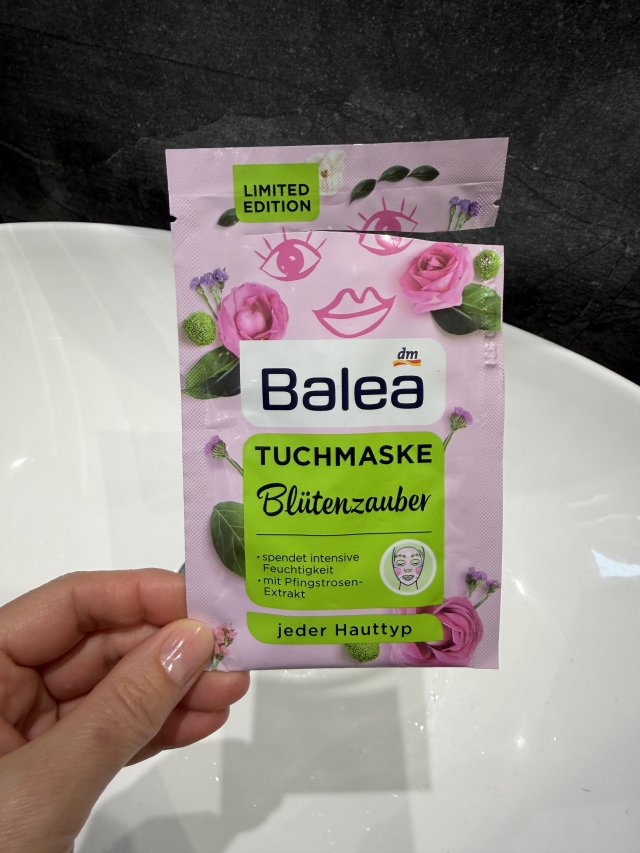 LIMITED
EDITION
dm
Balea
TUCHMASKE
Blütenzauber
• spendet intensive
Feuchtigkeit
• mit Pfingstrosen-
Extrakt
jeder Hauttyp